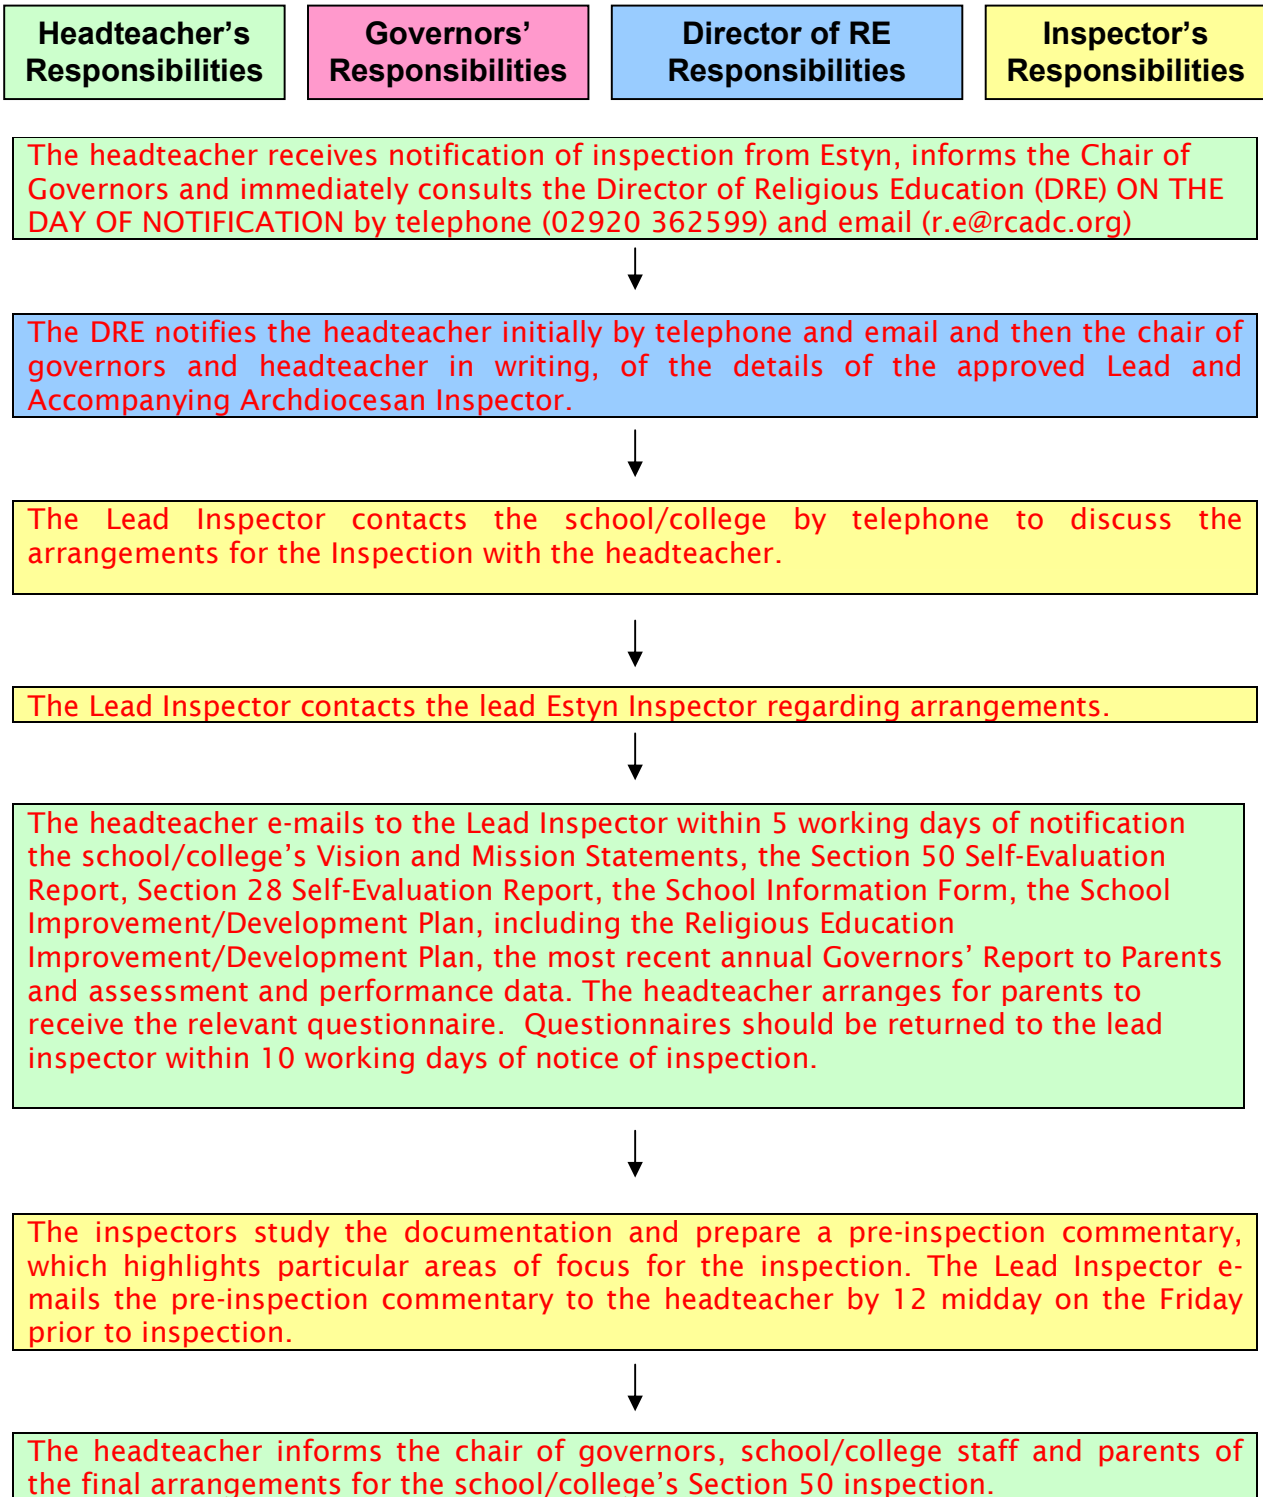 Headteacher’s
Responsibilities
Governors’
Responsibilities
Director of RE
Responsibilities
Inspector’s
Responsibilities
The headteacher receives notification of inspection from Estyn, informs the Chair of
Governors and immediately consults the Director of Religious Education (DRE) ON THE
DAY OF NOTIFICATION by telephone (02920 362599) and email (r.e@rcadc.org)
The DRE notifies the headteacher initially by telephone and email and then the chair of
governors and headteacher in writing, of the details of the approved Lead and
Accompanying Archdiocesan Inspector.
The Lead Inspector contacts the school/college by telephone to discuss the
arrangements for the Inspection with the headteacher.
The Lead Inspector contacts the lead Estyn Inspector regarding arrangements.
The headteacher e-mails to the Lead Inspector within 5 working days of notification
the school/college’s Vision and Mission Statements, the Section 50 Self-Evaluation
Report, Section 28 Self-Evaluation Report, the School Information Form, the School
Improvement/Development Plan, including the Religious Education
Improvement/Development Plan, the most recent annual Governors’ Report to Parents
and assessment and performance data. The headteacher arranges for parents to
receive the relevant questionnaire. Questionnaires should be returned to the lead
inspector within 10 working days of notice of inspection.
The inspectors study the documentation and prepare a pre-inspection commentary,
which highlights particular areas of focus for the inspection. The Lead Inspector e-
mails the pre-inspection commentary to the headteacher by 12 midday on the Friday
prior to inspection.
The headteacher informs the chair of governors, school/college staff and parents of
the final arrangements for the school/college’s Section 50 inspection.